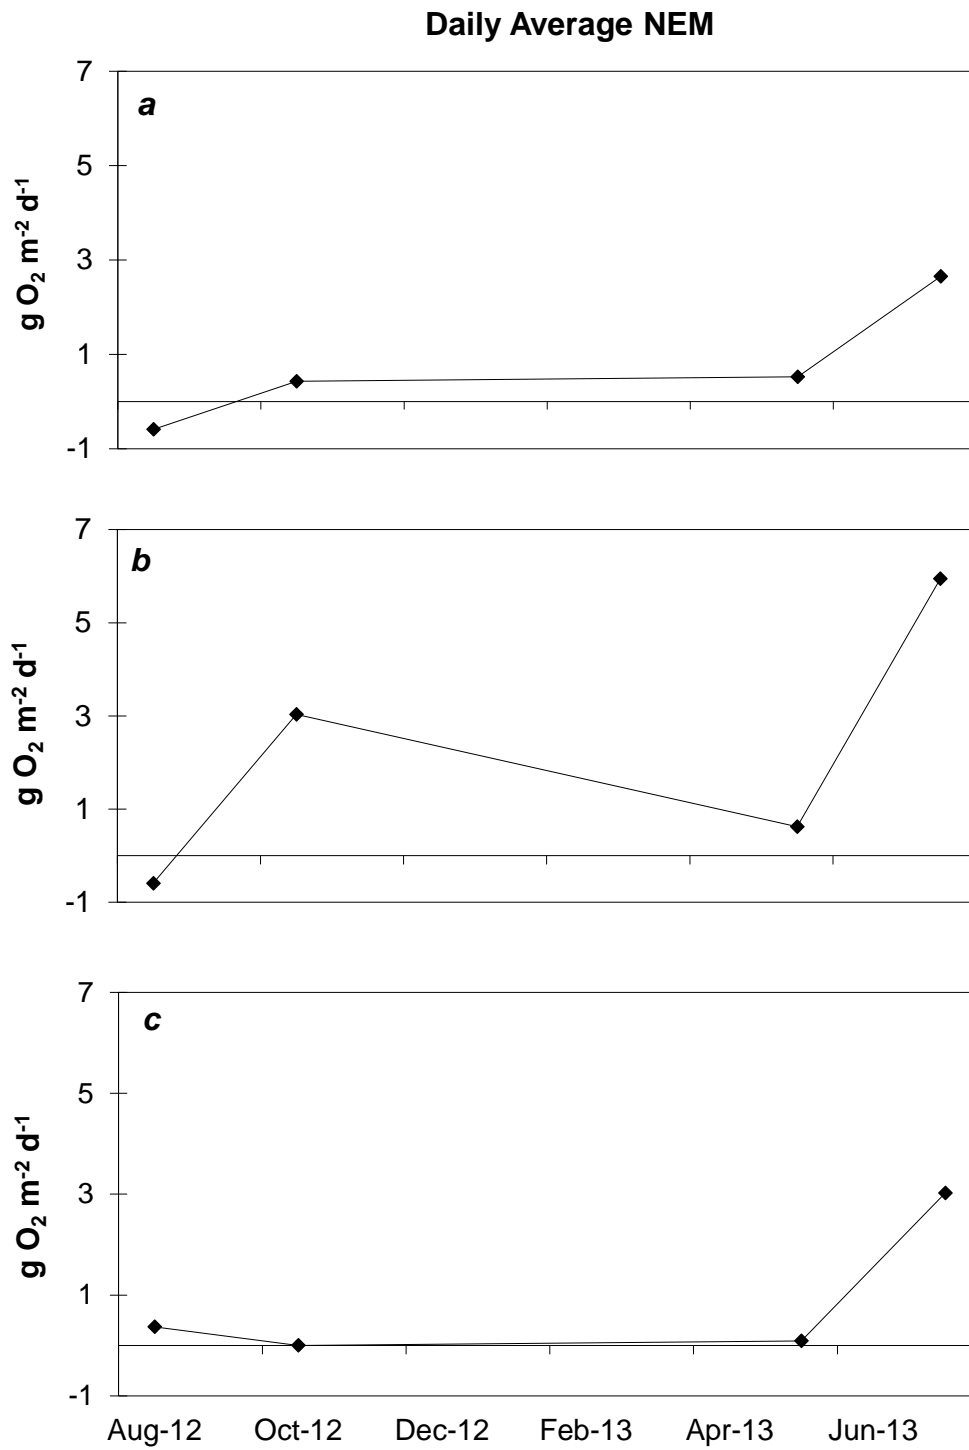 Daily Average NEM
a
7
5
3
1
-1
g O₂ m⁻² d⁻¹
b
7
5
3
1
-1
g O₂ m⁻² d⁻¹
c
7
5
3
1
-1
g O₂ m⁻² d⁻¹
Aug-12 Oct-12 Dec-12 Feb-13 Apr-13 Jun-13